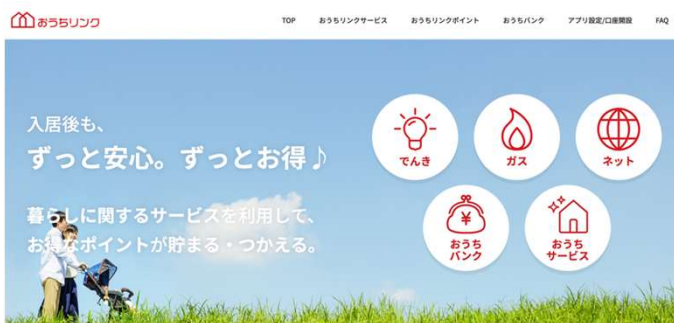 おうちリンク
TOP おうちリンクサービス おうちリンクポイント おうちバンク アプリ設定/口座開設 FAQ
入居後も、
ずっと安心。ずっとお得♪
暮らしに関するサービスを利用して、
お得なポイントが貯まる・つかえる。
でんき
ガス
ネット
¥
おうち
バンク
おうち
サービス